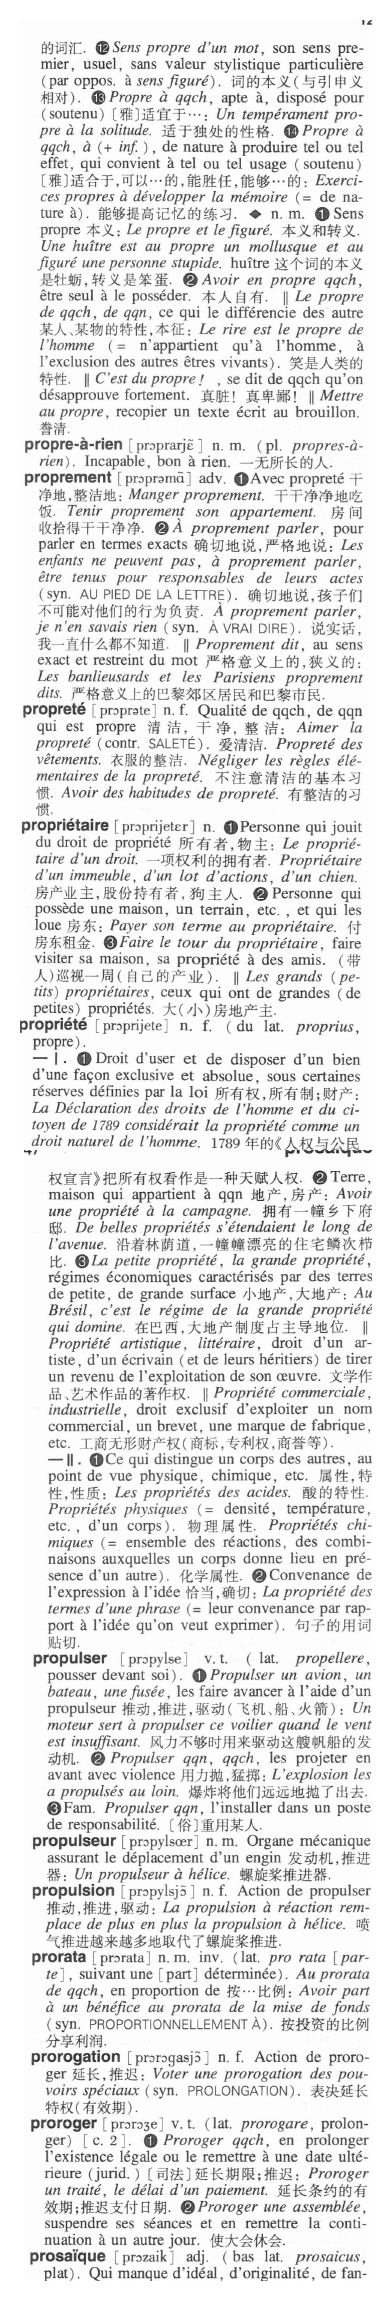 12
的词汇. ⓬ Sens propre d'un mot, son sens pre-
mier, usuel, sans valeur stylistique particulière
(par oppos. à sens figuré). 词的本义(与引申义
相对). ⓭ Propre à qqch, apte à, disposé pour
(soutenu)〔雅〕适宜于…: Un tempérament pro-
pre à la solitude. 适于独处的性格. ⓮ Propre à
qqch, à (+ inf.), de nature à produire tel ou tel
effet, qui convient à tel ou tel usage (soutenu)
〔雅〕适合于,可以…的,能胜任,能够…的: Exerci-
ces propres à développer la mémoire (= de na-
ture à). 能够提高记忆的练习. ◆ n. m. ❶ Sens
propre 本义: Le propre et le figuré. 本义和转义.
Une huître est au propre un mollusque et au
figuré une personne stupide. huître 这个词的本义
是牡蛎,转义是笨蛋. ❷ Avoir en propre qqch,
être seul à le posséder. 本人自有. ‖ Le propre
de qqch, de qqn, ce qui le différencie des autre
某人、某物的特性,本征: Le rire est le propre de
l'homme (= n'appartient qu'à l'homme, à
l'exclusion des autres êtres vivants). 笑是人类的
特性. ‖ C'est du propre ! , se dit de qqch qu'on
désapprouve fortement. 真脏! 真卑鄙! ‖ Mettre
au propre, recopier un texte écrit au brouillon.
誊清.
propre-à-rien [prɔprarjɛ̃] n. m. (pl. propres-à-
rien). Incapable, bon à rien. 一无所长的人.
proprement [prɔprəmɑ̃] adv. ❶ Avec propreté 干
净地,整洁地: Manger proprement. 干干净净地吃
饭. Tenir proprement son appartement. 房间
收拾得干干净净. ❷ À proprement parler, pour
parler en termes exacts 确切地说,严格地说: Les
enfants ne peuvent pas, à proprement parler,
être tenus pour responsables de leurs actes
(syn. AU PIED DE LA LETTRE). 确切地说,孩子们
不可能对他们的行为负责. À proprement parler,
je n'en savais rien (syn. À VRAI DIRE). 说实话,
我一直什么都不知道. ‖ Proprement dit, au sens
exact et restreint du mot 严格意义上的,狭义的:
Les banlieusards et les Parisiens proprement
dits. 严格意义上的巴黎郊区居民和巴黎市民.
propreté [prɔprəte] n. f. Qualité de qqch, de qqn
qui est propre 清洁, 干净, 整洁: Aimer la
propreté (contr. SALETÉ). 爱清洁. Propreté des
vêtements. 衣服的整洁. Négliger les règles élé-
mentaires de la propreté. 不注意清洁的基本习
惯. Avoir des habitudes de propreté. 有整洁的习
惯.
propriétaire [prɔprijetɛr] n. ❶ Personne qui jouit
du droit de propriété 所有者,物主: Le proprié-
taire d'un droit. 一项权利的拥有者. Propriétaire
d'un immeuble, d'un lot d'actions, d'un chien.
房产业主,股份持有者,狗主人. ❷ Personne qui
possède une maison, un terrain, etc. , et qui les
loue 房东: Payer son terme au propriétaire. 付
房东租金. ❸ Faire le tour du propriétaire, faire
visiter sa maison, sa propriété à des amis. (带
人)巡视一周(自己的产业). ‖ Les grands (pe-
tits) propriétaires, ceux qui ont de grandes (de
petites) propriétés. 大(小)房地产主.
propriété [prɔprijete] n. f. (du lat. proprius,
propre).
— I. ❶ Droit d'user et de disposer d'un bien
d'une façon exclusive et absolue, sous certaines
réserves définies par la loi 所有权,所有制;财产:
La Déclaration des droits de l'homme et du ci-
toyen de 1789 considérait la propriété comme un
droit naturel de l'homme. 1789 年的《人权与公民
权宣言》把所有权看作是一种天赋人权. ❷ Terre,
maison qui appartient à qqn 地产,房产: Avoir
une propriété à la campagne. 拥有一幢乡下府
邸. De belles propriétés s'étendaient le long de
l'avenue. 沿着林荫道,一幢幢漂亮的住宅鳞次栉
比. ❸ La petite propriété, la grande propriété,
régimes économiques caractérisés par des terres
de petite, de grande surface 小地产,大地产: Au
Brésil, c'est le régime de la grande propriété
qui domine. 在巴西,大地产制度占主导地位. ‖
Propriété artistique, littéraire, droit d'un ar-
tiste, d'un écrivain (et de leurs héritiers) de tirer
un revenu de l'exploitation de son œuvre. 文学作
品、艺术作品的著作权. ‖ Propriété commerciale,
industrielle, droit exclusif d'exploiter un nom
commercial, un brevet, une marque de fabrique,
etc. 工商无形财产权(商标,专利权,商誉等).
— II. ❶ Ce qui distingue un corps des autres, au
point de vue physique, chimique, etc. 属性,特
性,性质: Les propriétés des acides. 酸的特性.
Propriétés physiques (= densité, température,
etc. , d'un corps). 物理属性. Propriétés chi-
miques (= ensemble des réactions, des combi-
naisons auxquelles un corps donne lieu en pré-
sence d'un autre). 化学属性. ❷ Convenance de
l'expression à l'idée 恰当,确切: La propriété des
termes d'une phrase (= leur convenance par rap-
port à l'idée qu'on veut exprimer). 句子的用词
贴切.
propulser [prɔpylse] v. t. ( lat. propellere,
pousser devant soi). ❶ Propulser un avion, un
bateau, une fusée, les faire avancer à l'aide d'un
propulseur 推动,推进,驱动(飞机、船、火箭): Un
moteur sert à propulser ce voilier quand le vent
est insuffisant. 风力不够时用来驱动这艘帆船的发
动机. ❷ Propulser qqn, qqch, les projeter en
avant avec violence 用力抛,猛掷: L'explosion les
a propulsés au loin. 爆炸将他们远远地抛了出去.
❸ Fam. Propulser qqn, l'installer dans un poste
de responsabilité. 〔俗〕重用某人.
propulseur [prɔpylsœr] n. m. Organe mécanique
assurant le déplacement d'un engin 发动机,推进
器: Un propulseur à hélice. 螺旋桨推进器.
propulsion [prɔpylsjɔ̃] n. f. Action de propulser
推动,推进,驱动: La propulsion à réaction rem-
place de plus en plus la propulsion à hélice. 喷
气推进越来越多地取代了螺旋桨推进.
prorata [prɔrata] n. m. inv. (lat. pro rata [par-
te], suivant une [part] déterminée). Au prorata
de qqch, en proportion de 按…比例: Avoir part
à un bénéfice au prorata de la mise de fonds
(syn. PROPORTIONNELLEMENT À). 按投资的比例
分享利润.
prorogation [prɔrɔgasjɔ̃] n. f. Action de proro-
ger 延长,推迟: Voter une prorogation des pou-
voirs spéciaux (syn. PROLONGATION). 表决延长
特权(有效期).
proroger [prɔrɔʒe] v. t. (lat. prorogare, prolon-
ger) [c. 2]. ❶ Proroger qqch, en prolonger
l'existence légale ou le remettre à une date ulté-
rieure (jurid.)〔司法〕延长期限;推迟: Proroger
un traité, le délai d'un paiement. 延长条约的有
效期;推迟支付日期. ❷ Proroger une assemblée,
suspendre ses séances et en remettre la conti-
nuation à un autre jour. 使大会休会.
prosaïque [prɔzaik] adj. (bas lat. prosaicus,
plat). Qui manque d'idéal, d'originalité, de fan-